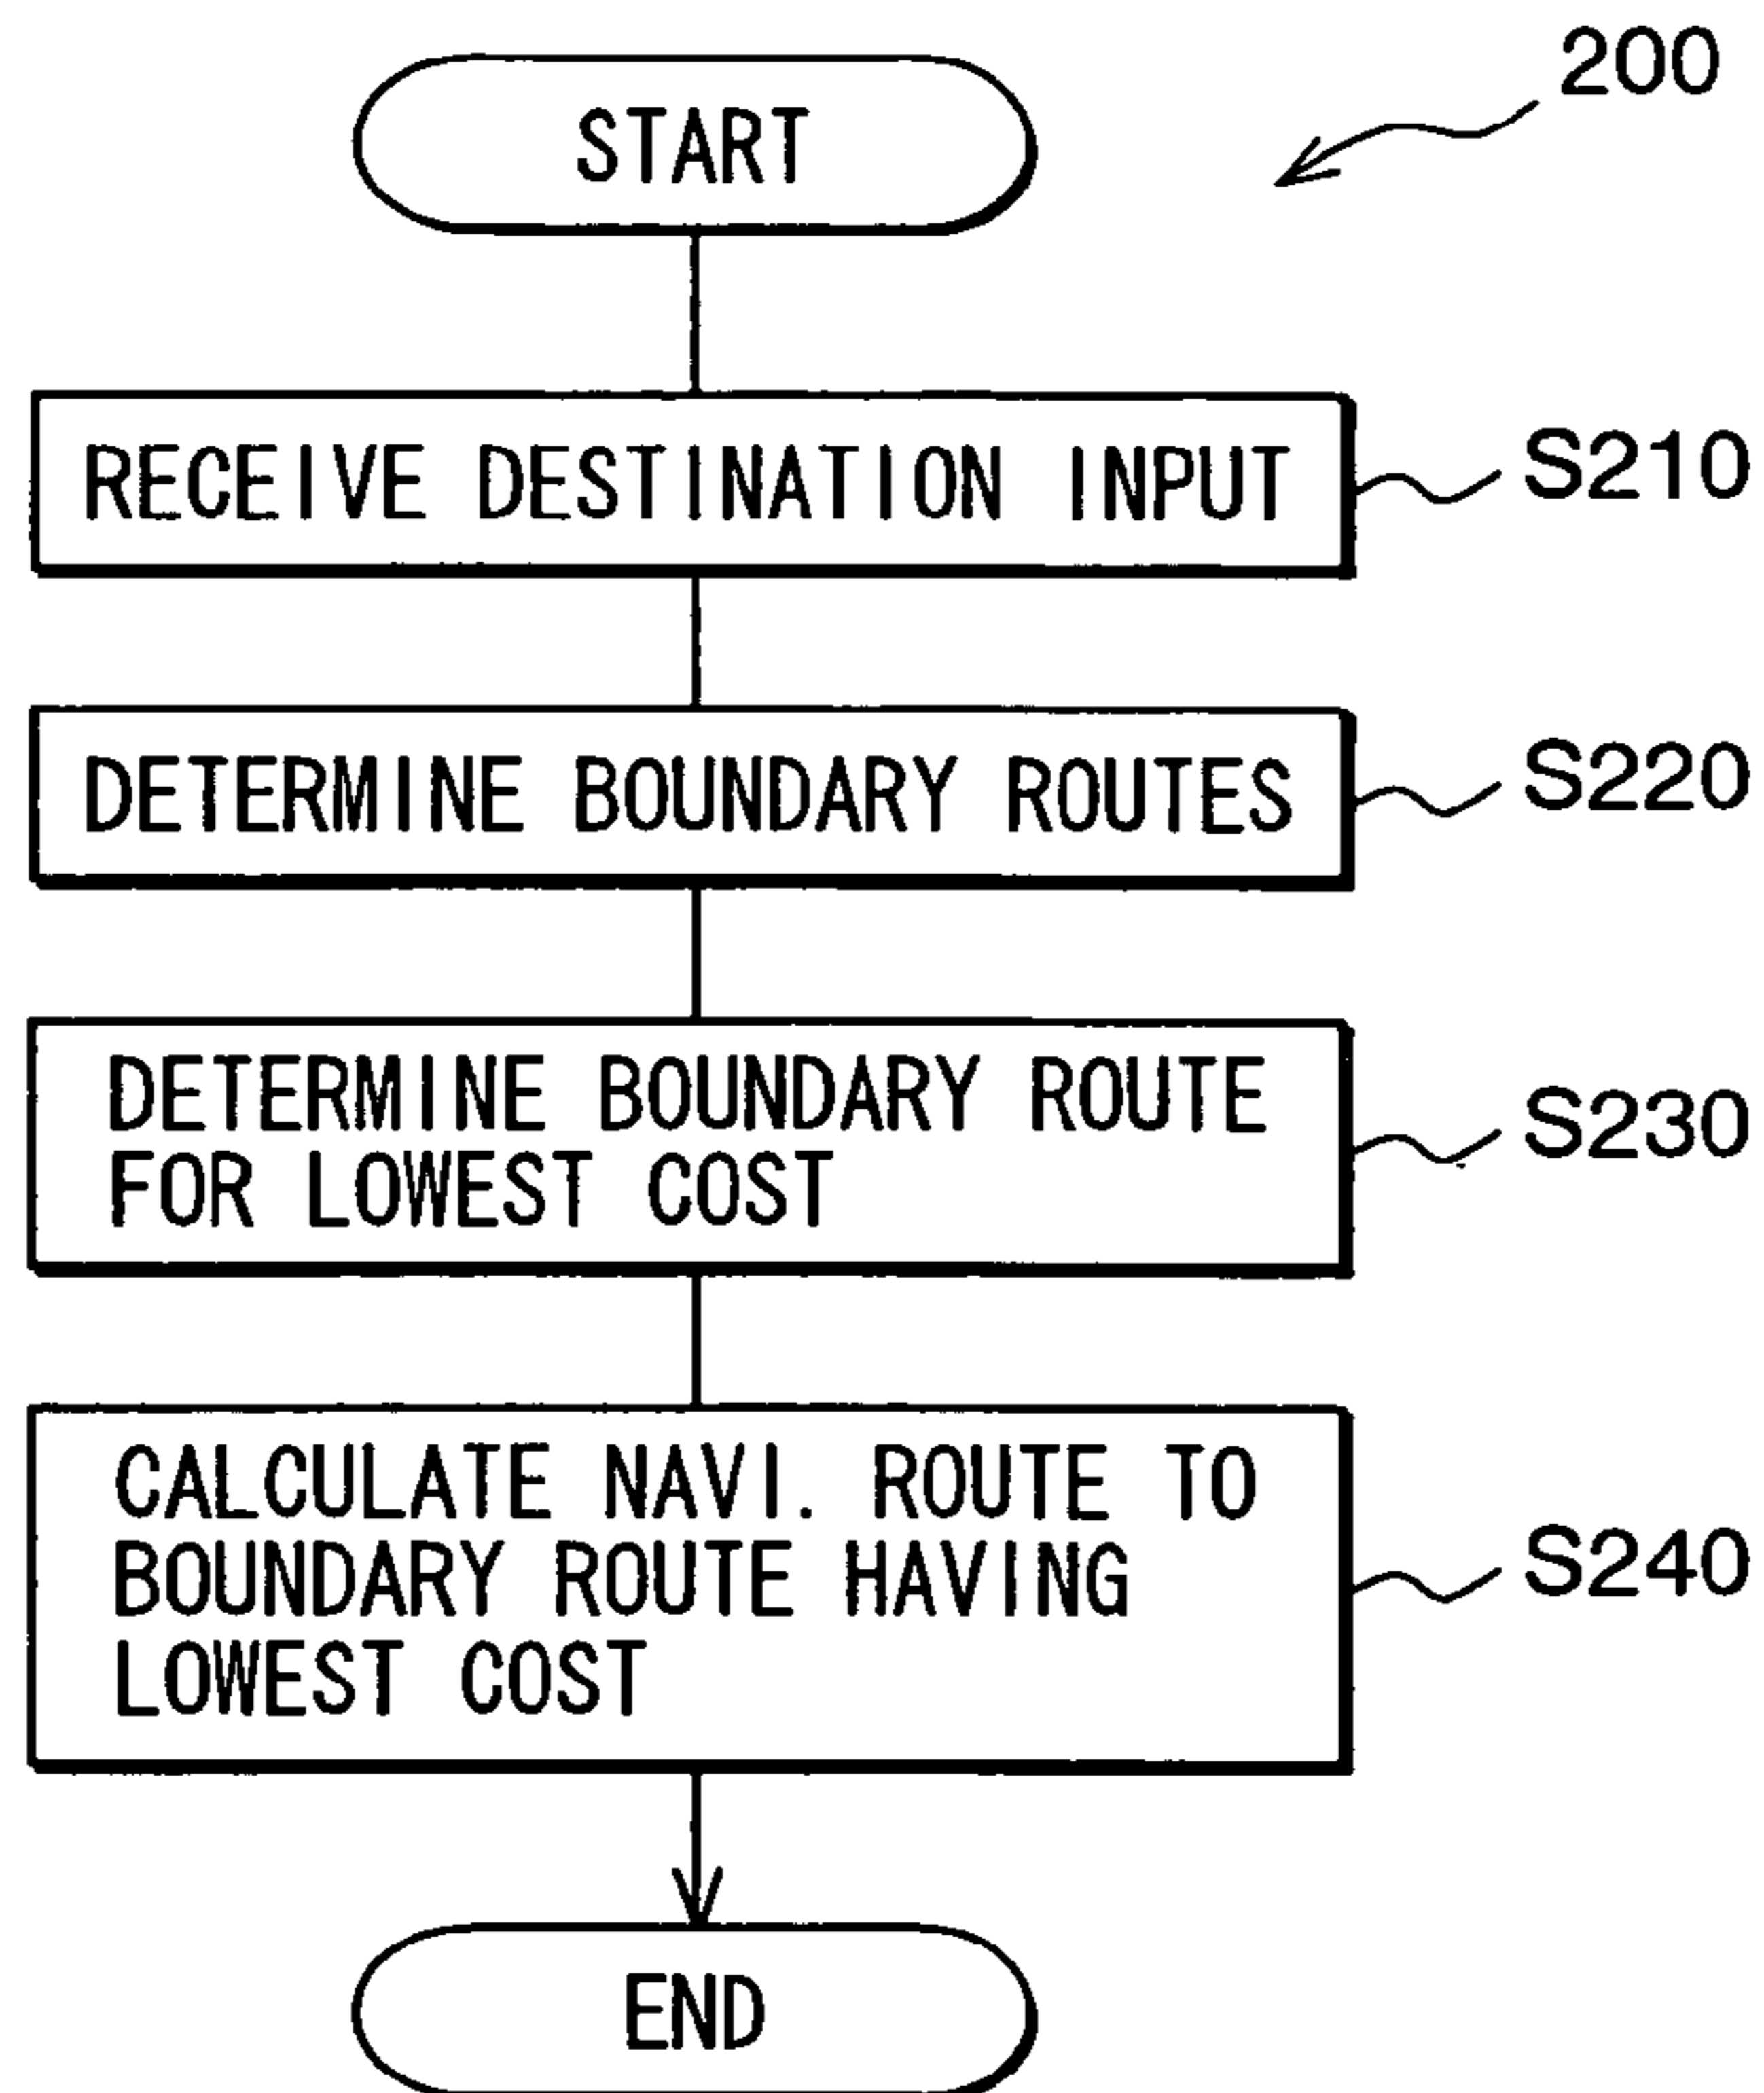 200
START
RECEIVE DESTINATION INPUT
S210
DETERMINE BOUNDARY ROUTES
S220
DETERMINE BOUNDARY ROUTE
FOR LOWEST COST
S230
CALCULATE NAVI. ROUTE TO
BOUNDARY ROUTE HAVING
LOWEST COST
S240
END